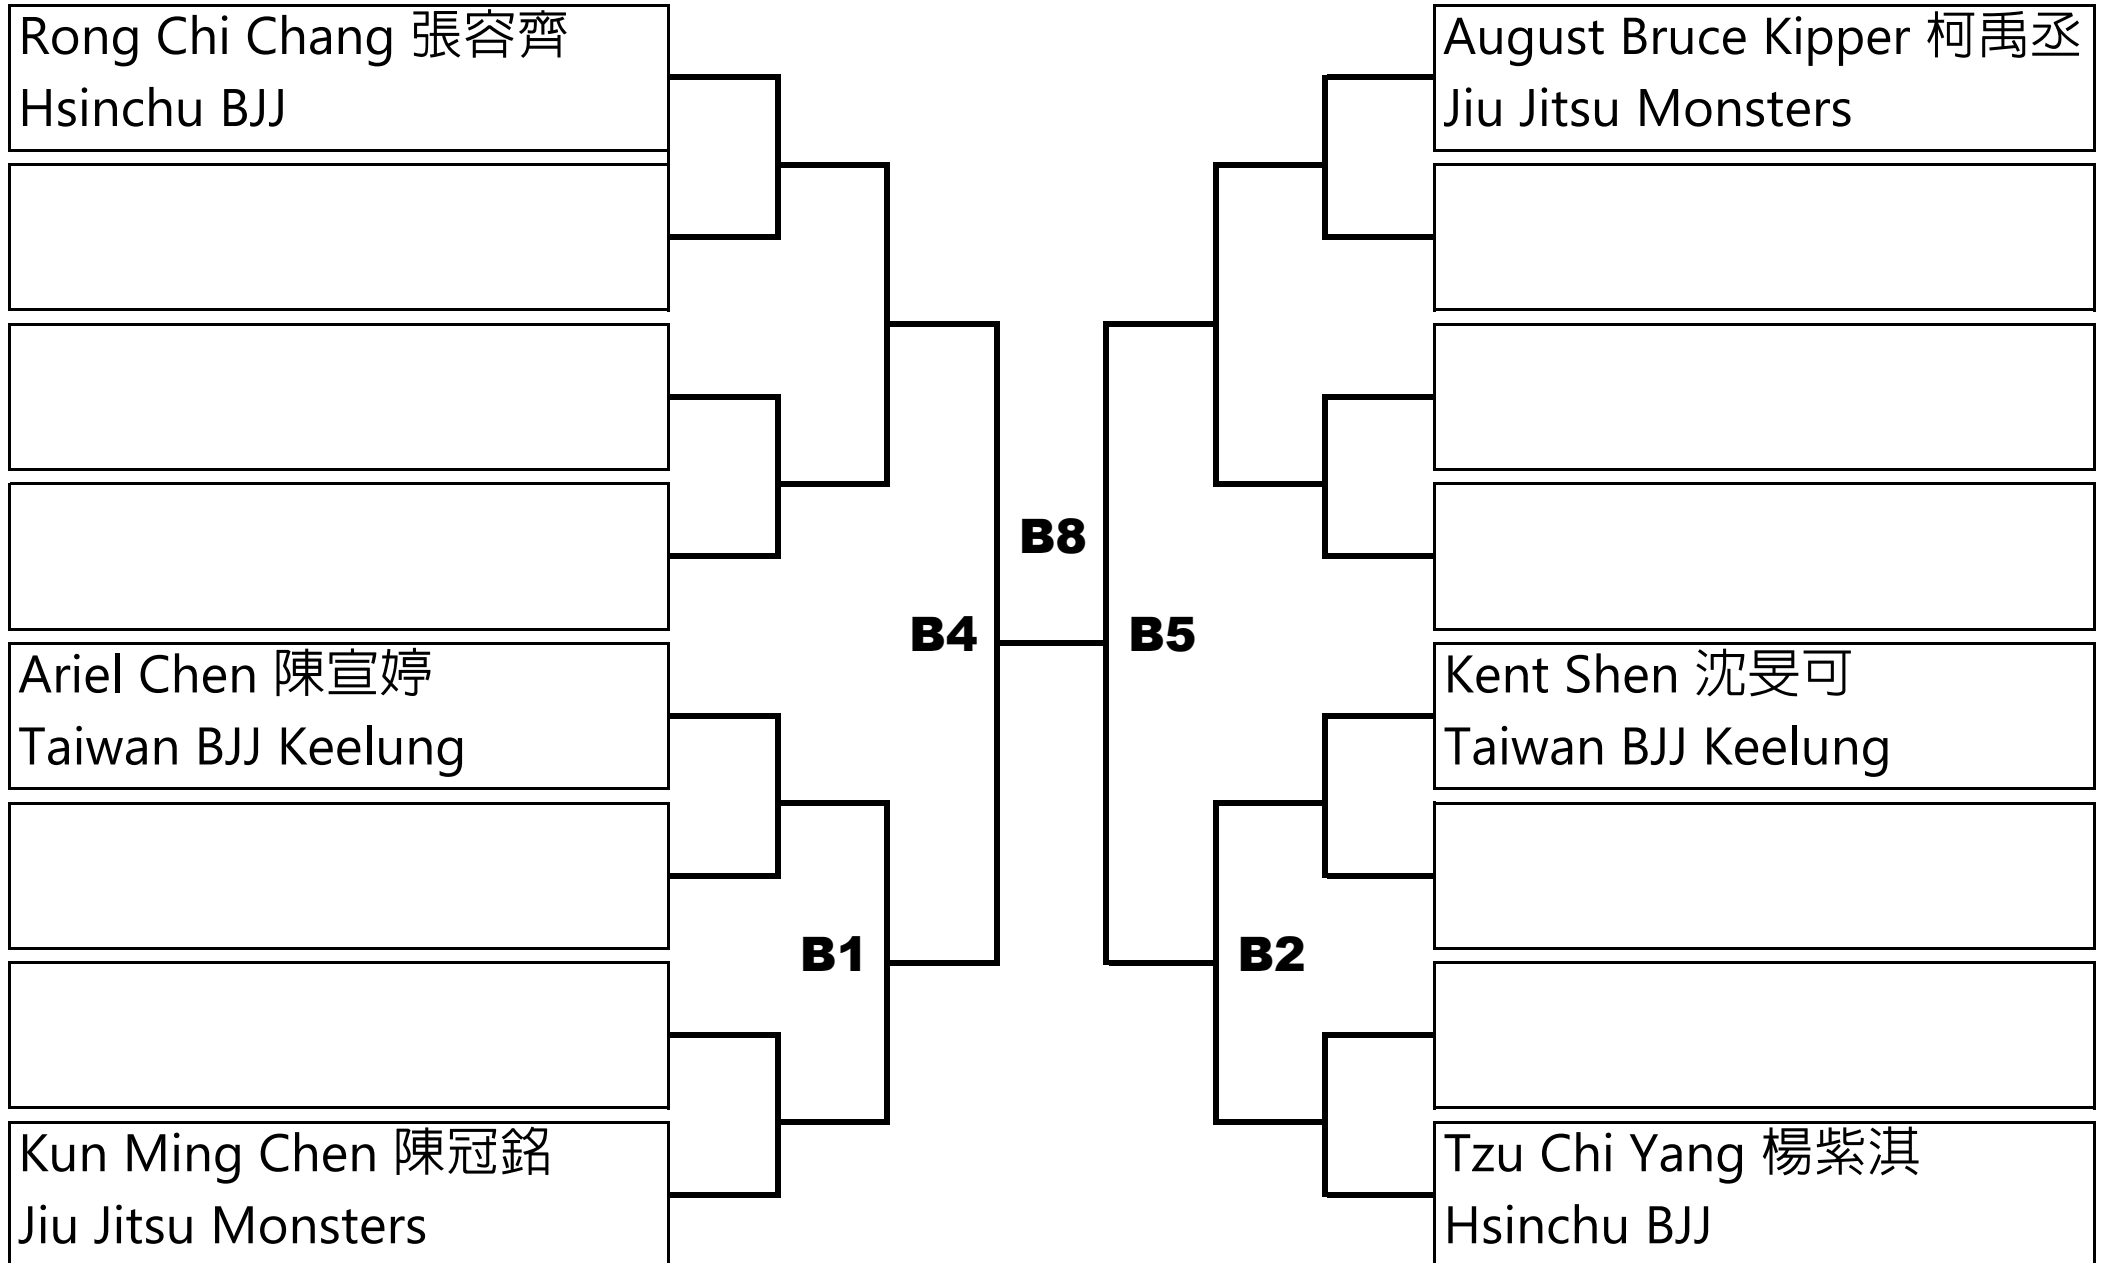 Rong Chi Chang 張容齊
Hsinchu BJJ
August Bruce Kipper 柯禹丞
Jiu Jitsu Monsters
B8
B4
B5
Ariel Chen 陳宣婷
Taiwan BJJ Keelung
Kent Shen 沈旻可
Taiwan BJJ Keelung
B1
B2
Kun Ming Chen 陳冠銘
Jiu Jitsu Monsters
Tzu Chi Yang 楊紫淇
Hsinchu BJJ